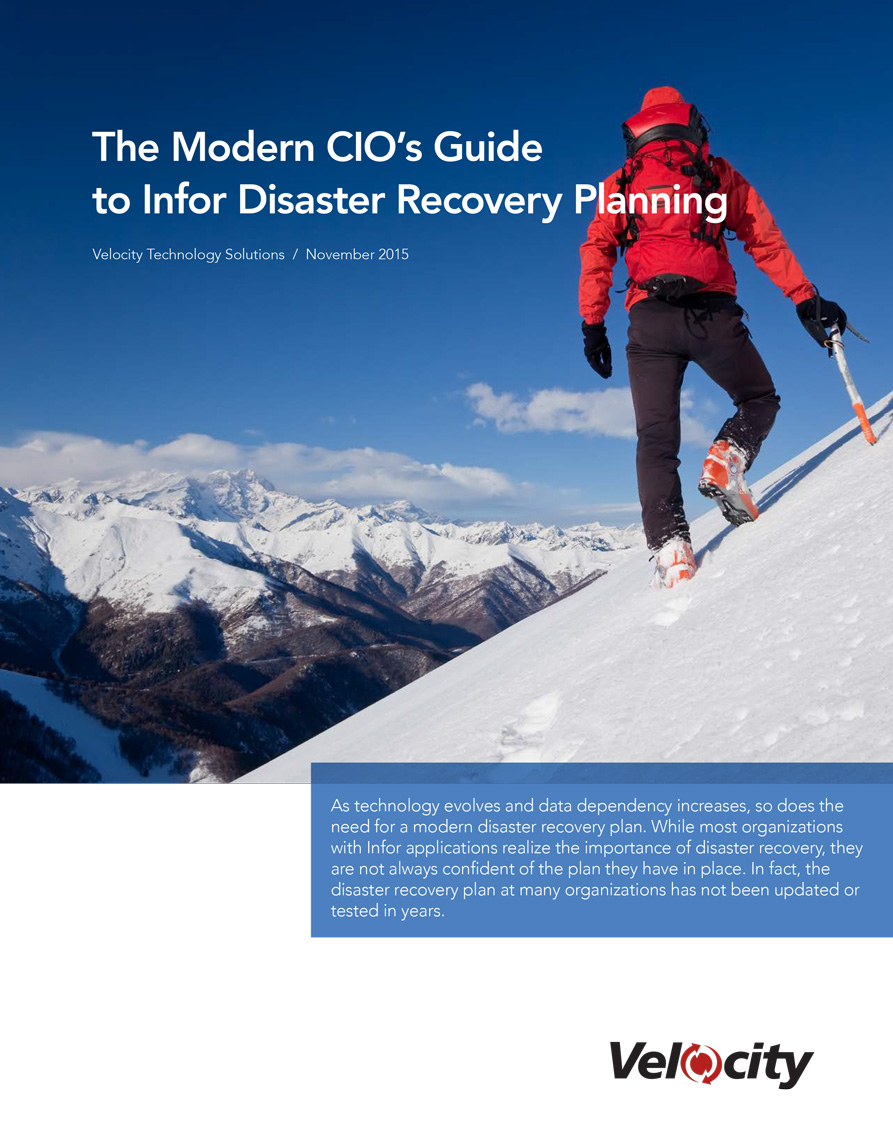 The Modern CIO’s Guide
to Infor Disaster Recovery Planning
Velocity Technology Solutions / November 2015
As technology evolves and data dependency increases, so does the
need for a modern disaster recovery plan. While most organizations
with Infor applications realize the importance of disaster recovery, they
are not always confident of the plan they have in place. In fact, the
disaster recovery plan at many organizations has not been updated or
tested in years.
Velocity